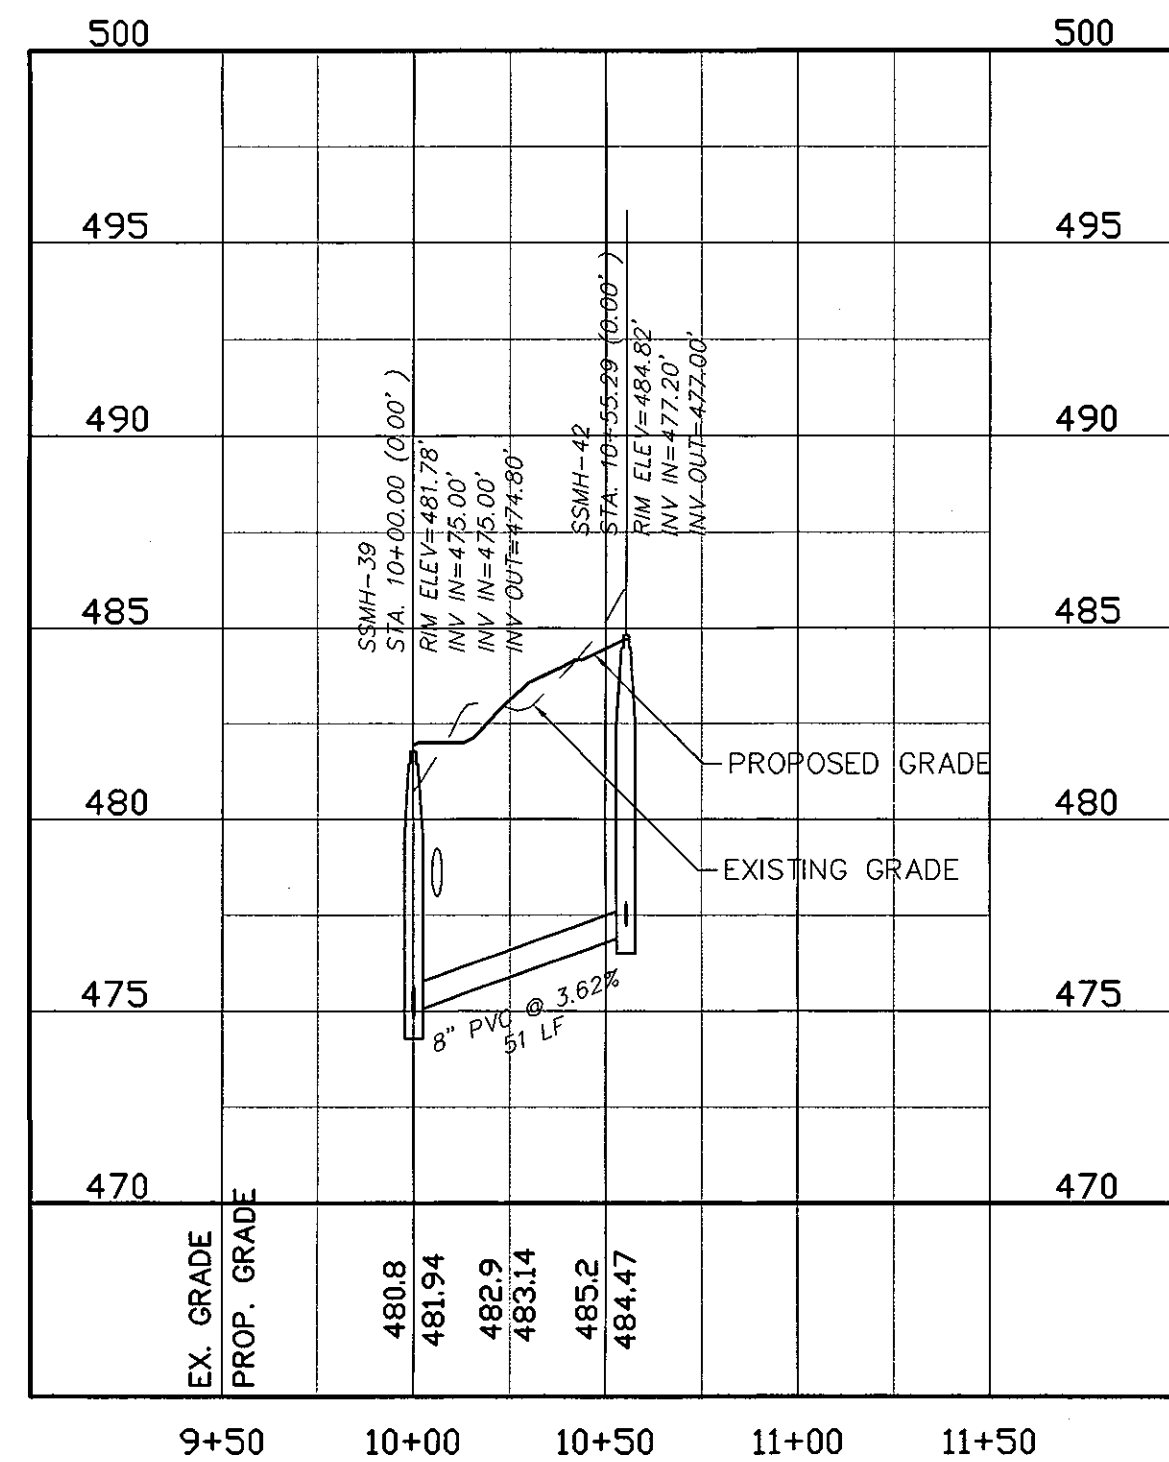 500 500
495 495
490 490
485 485
480 480
475 475
470 470
SSMH-39
STA. 10+00.00 (0.00' )
RIM ELEV=481.78'
INV IN=475.00'
INV IN=475.00'
INV OUT=474.80'
SSMH-42
STA. 10+55.29 (0.00' )
RIM ELEV=484.82'
INV IN=477.20'
INV OUT=477.00'
PROPOSED GRADE
EXISTING GRADE
8" PVC @ 3.62%
51 LF
EX. GRADE
PROP. GRADE
480.8
481.94
482.9
483.14
485.2
484.47
9+50 10+00 10+50 11+00 11+50